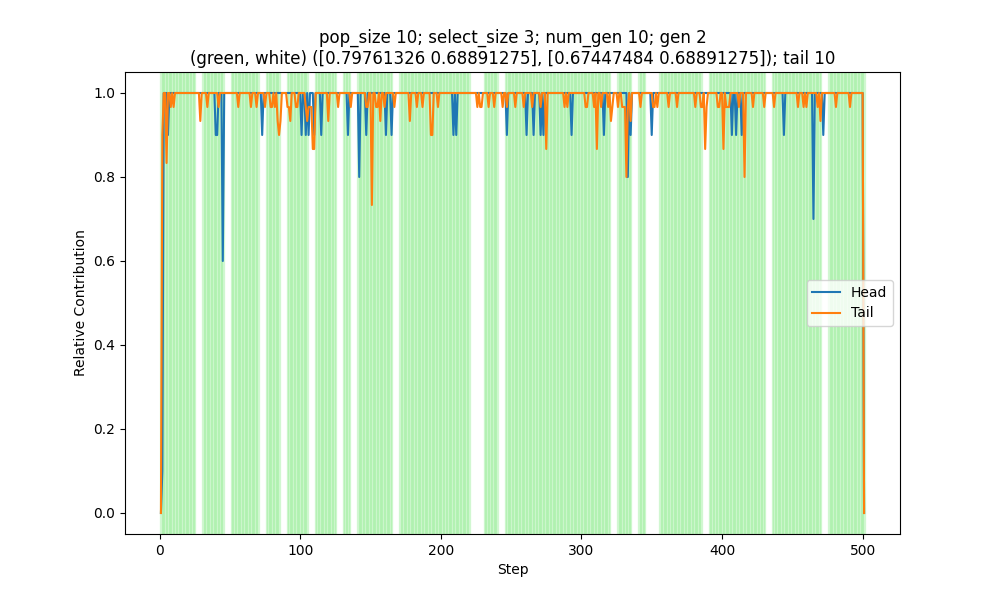 pop_size 10; select_size 3; num_gen 10; gen 2
(green, white) ([0.79761326 0.68891275], [0.67447484 0.68891275]); tail 10
Relative Contribution
1.0
0.8
0.6
0.4
0.2
0.0
Head
Tail
0
100
200
300
400
500
Step